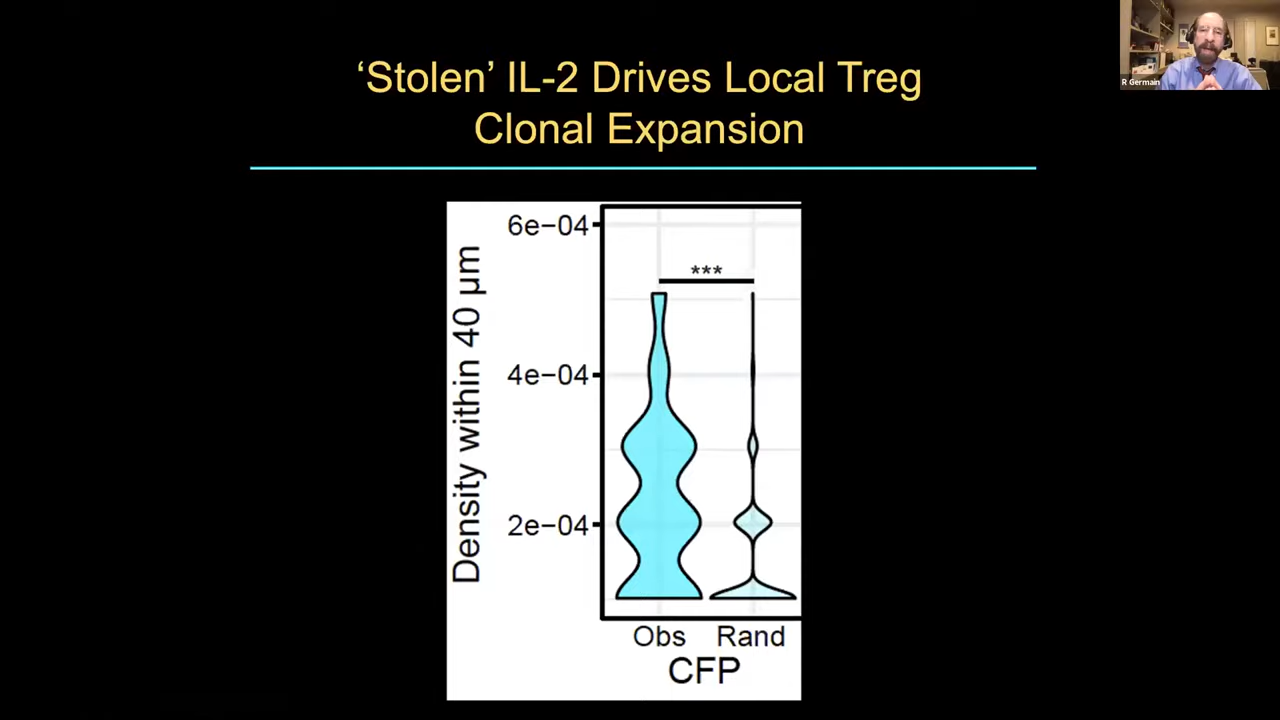 ‘Stolen’ IL-2 Drives Local Treg
Clonal Expansion
R Germain
Density within 40 μm
6e−04
4e−04
2e−04
***
Obs Rand
CFP